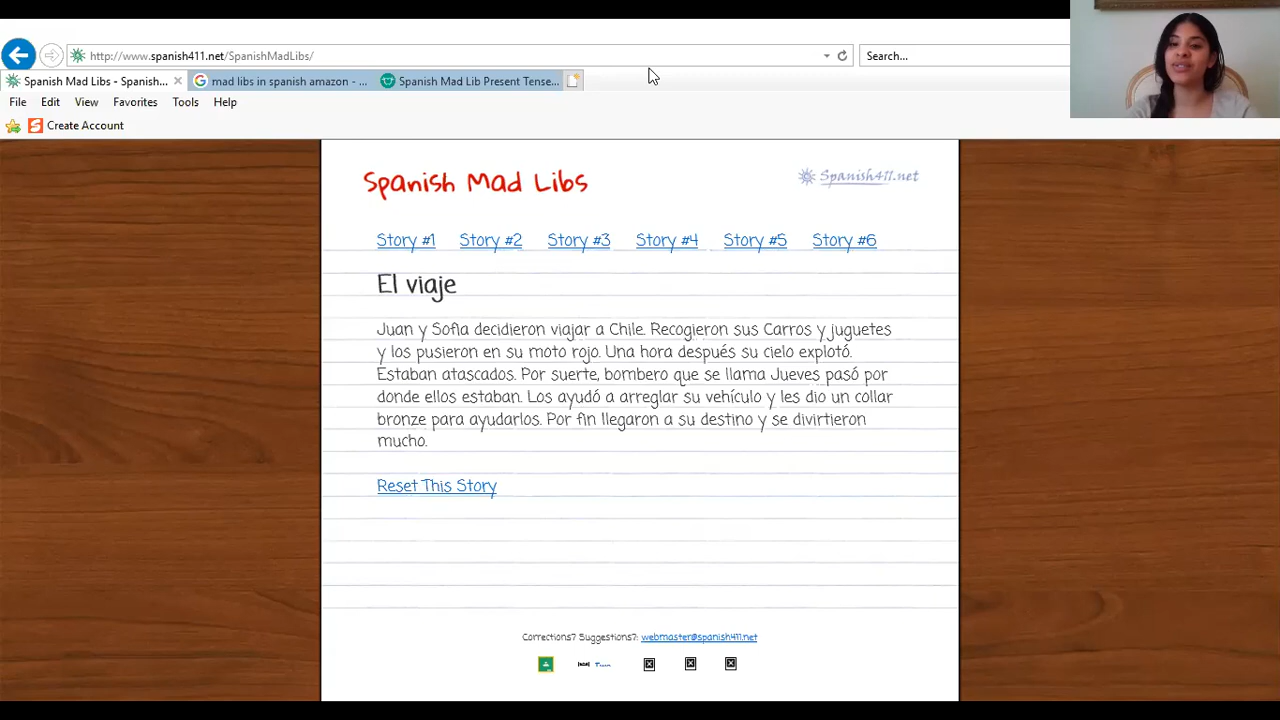 http://www.spanish411.net/SpanishMadLibs/
Search...
Spanish Mad Libs - Spanish...
mad libs in spanish amazon - ...
Spanish Mad Lib Present Tense...
File Edit View Favorites Tools Help
Create Account
Spanish Mad Libs
Spanish411.net
Story #1 Story #2 Story #3 Story #4 Story #5 Story #6
El viaje
Juan y Sofía decidieron viajar a Chile. Recogieron sus Carros y juguetes
y los pusieron en su moto rojo. Una hora después su cielo explotó.
Estaban atascados. Por suerte, bombero que se llama Jueves pasó por
donde ellos estaban. Los ayudó a arreglar su vehículo y les dio un collar
bronze para ayudarlos. Por fin llegaron a su destino y se divirtieron
mucho.
Reset This Story
Corrections? Suggestions?: webmaster@spanish411.net